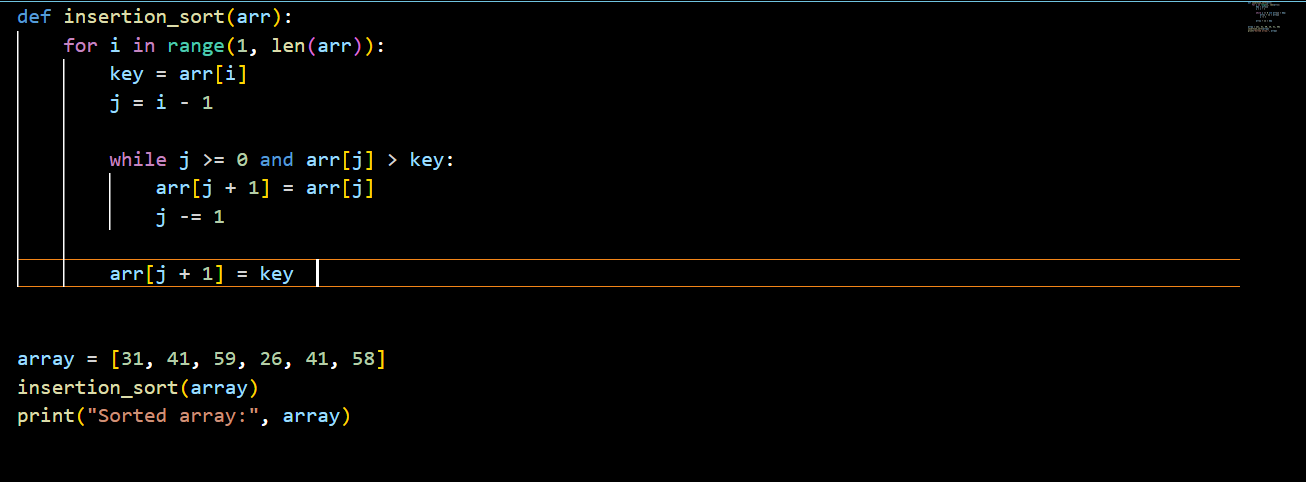 def insertion_sort(arr):
    for i in range(1, len(arr)):
        key = arr[i]
        j = i - 1

        while j >= 0 and arr[j] > key:
            arr[j + 1] = arr[j]
            j -= 1

        arr[j + 1] = key


array = [31, 41, 59, 26, 41, 58]
insertion_sort(array)
print("Sorted array:", array)